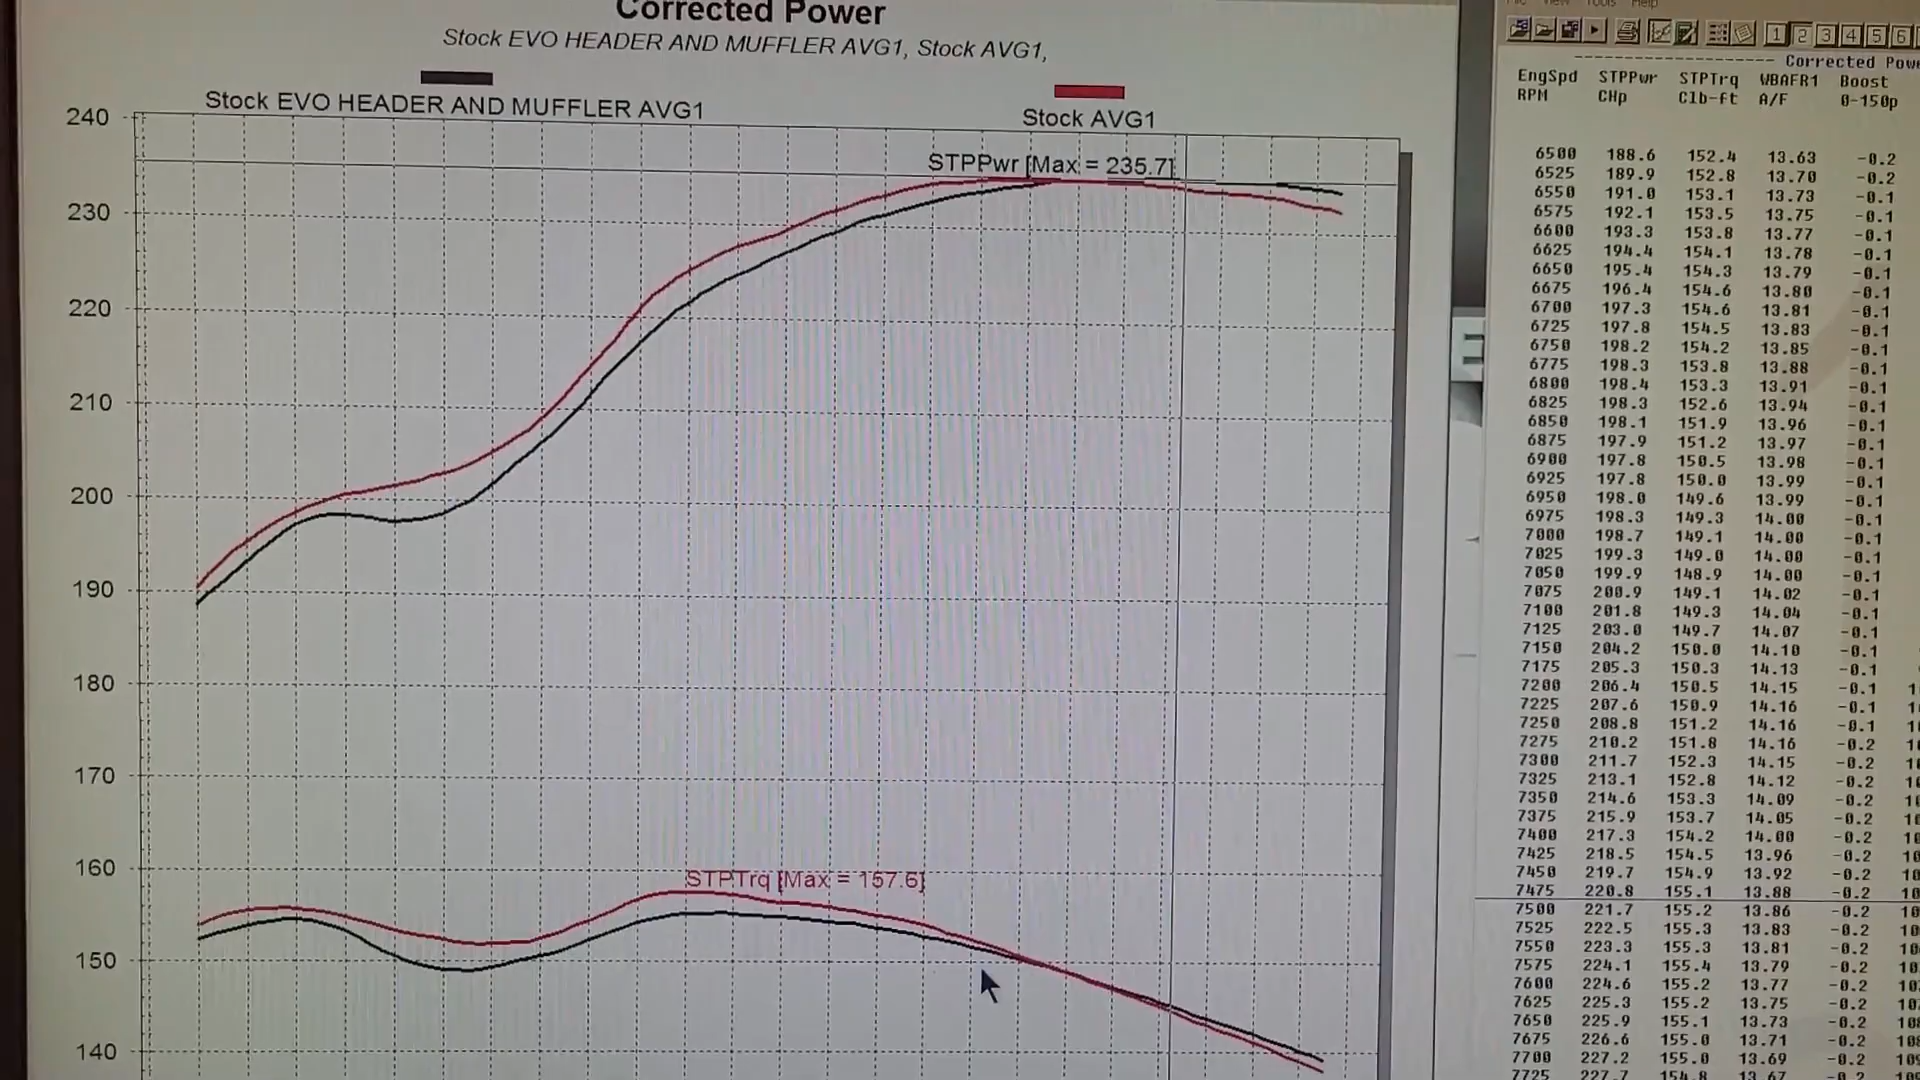 Corrected Power
Stock EVO HEADER AND MUFFLER AVG1, Stock AVG1,
Stock EVO HEADER AND MUFFLER AVG1
Stock AVG1
STPPwr [Max = 235.7]
STPTrq [Max = 157.6]
240
230
220
210
200
190
180
170
160
150
140
View Tools Help
1 2 3 4 5 6
Corrected Powe
EngSpd STPPwr STPTrq WBAFR1 Boost
RPM CHp Clb-ft A/F 0-150p
6500 188.6 152.4 13.63 -0.2
6525 189.9 152.8 13.70 -0.2
6550 191.0 153.1 13.73 -0.1
6575 192.1 153.5 13.75 -0.1
6600 193.3 153.8 13.77 -0.1
6625 194.4 154.1 13.78 -0.1
6650 195.4 154.3 13.79 -0.1
6675 196.4 154.6 13.80 -0.1
6700 197.3 154.6 13.81 -0.1
6725 197.8 154.5 13.83 -0.1
6750 198.2 154.2 13.85 -0.1
6775 198.3 153.8 13.88 -0.1
6800 198.4 153.3 13.91 -0.1
6825 198.3 152.6 13.94 -0.1
6850 198.1 151.9 13.96 -0.1
6875 197.9 151.2 13.97 -0.1
6900 197.8 150.5 13.98 -0.1
6925 197.8 150.0 13.99 -0.1
6950 198.0 149.6 13.99 -0.1
6975 198.3 149.3 14.00 -0.1
7000 198.7 149.1 14.00 -0.1
7025 199.3 149.0 14.00 -0.1
7050 199.9 148.9 14.00 -0.1
7075 200.9 149.1 14.02 -0.1
7100 201.8 149.3 14.04 -0.1
7125 203.0 149.7 14.07 -0.1
7150 204.2 150.0 14.10 -0.1
7175 205.3 150.3 14.13 -0.1
7200 206.4 150.5 14.15 -0.1
7225 207.6 150.9 14.16 -0.1
7250 208.8 151.2 14.16 -0.1
7275 210.2 151.8 14.16 -0.2
7300 211.7 152.3 14.15 -0.2
7325 213.1 152.8 14.12 -0.2
7350 214.6 153.3 14.09 -0.2
7375 215.9 153.7 14.05 -0.2
7400 217.3 154.2 14.00 -0.2
7425 218.5 154.5 13.96 -0.2
7450 219.7 154.9 13.92 -0.2
7475 220.8 155.1 13.88 -0.2
7500 221.7 155.2 13.86 -0.2
7525 222.5 155.3 13.83 -0.2
7550 223.3 155.3 13.81 -0.2
7575 224.1 155.4 13.79 -0.2
7600 224.6 155.2 13.77 -0.2
7625 225.3 155.2 13.75 -0.2
7650 225.9 155.1 13.73 -0.2
7675 226.6 155.0 13.71 -0.2
7700 227.2 155.0 13.69 -0.2
7725 227.7 154.8 13.67 -0.2